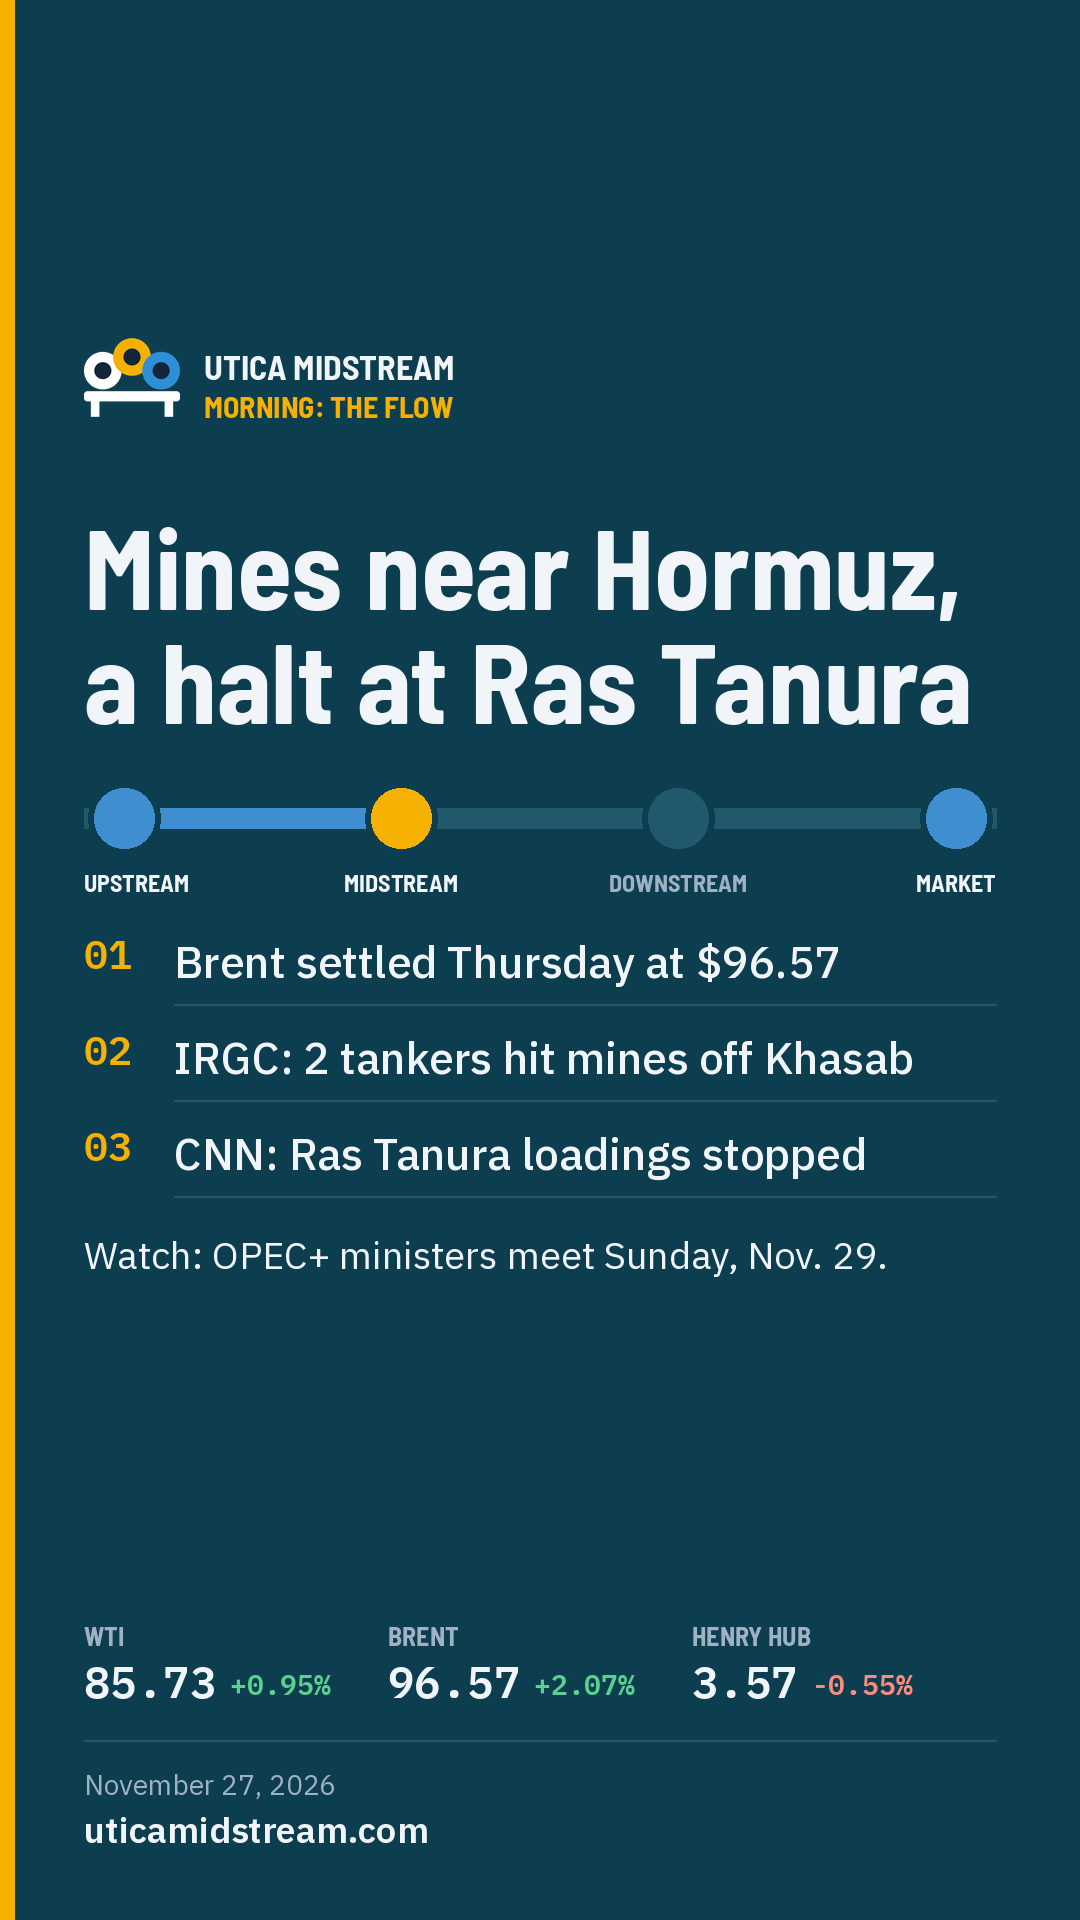 UTICA MIDSTREAM
MORNING: THE FLOW
Mines near Hormuz,
a halt at Ras Tanura
UPSTREAM MIDSTREAM DOWNSTREAM MARKET
01 Brent settled Thursday at $96.57
02 IRGC: 2 tankers hit mines off Khasab
03 CNN: Ras Tanura loadings stopped
Watch: OPEC+ ministers meet Sunday, Nov. 29.
WTI BRENT HENRY HUB
85.73 +0.95% 96.57 +2.07% 3.57 -0.55%
November 27, 2026
uticamidstream.com